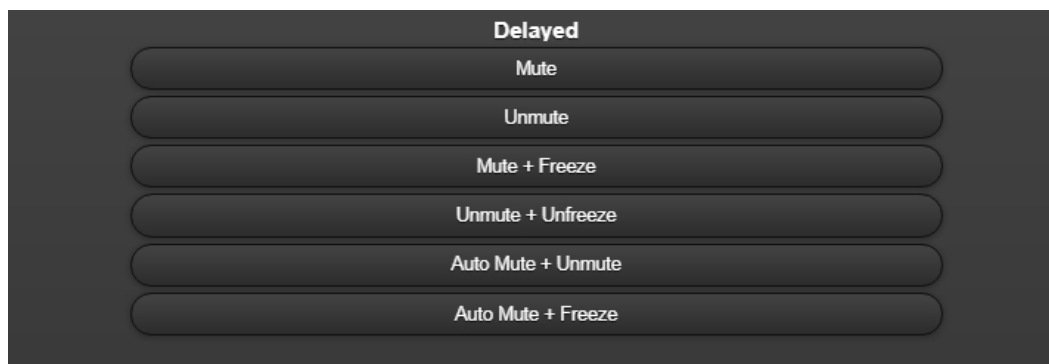 Delayed
Mute
Unmute
Mute + Freeze
Unmute + Unfreeze
Auto Mute + Unmute
Auto Mute + Freeze